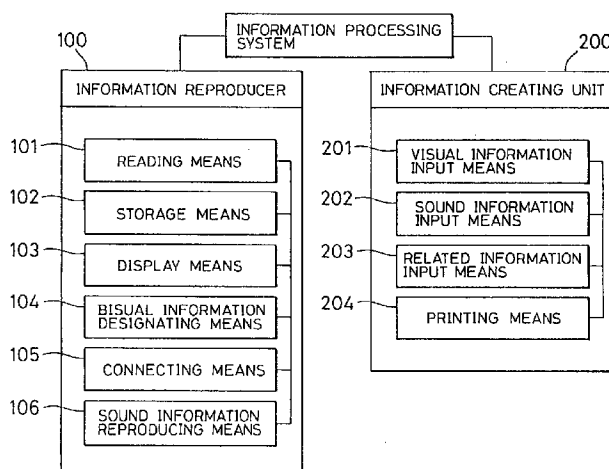 INFORMATION PROCESSING
SYSTEM
100
INFORMATION REPRODUCER
101
READING MEANS
102
STORAGE MEANS
103
DISPLAY MEANS
104
BISUAL INFORMATION
DESIGNATING MEANS
105
CONNECTING MEANS
106
SOUND INFORMATION
REPRODUCING MEANS
200
INFORMATION CREATING UNIT
201
VISUAL INFORMATION
INPUT MEANS
202
SOUND INFORMATION
INPUT MEANS
203
RELATED INFORMATION
INPUT MEANS
204
PRINTING MEANS